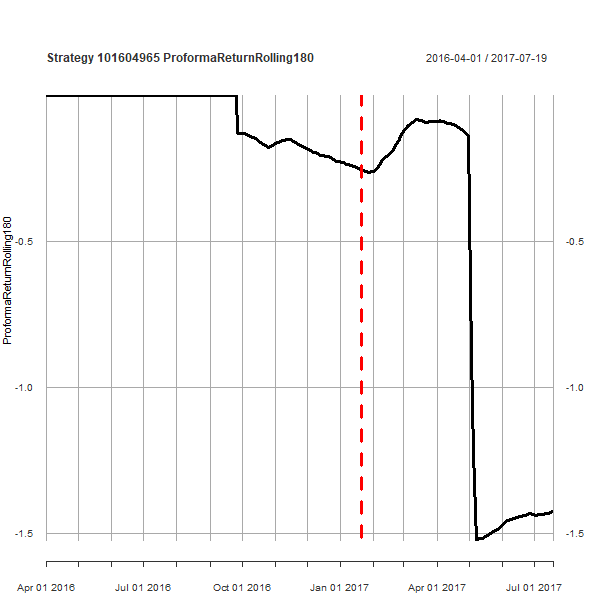 Strategy 101604965 ProformaReturnRolling180
2016-04-01 / 2017-07-19
ProformaReturnRolling180
-0.5
-0.5
-1.0
-1.0
-1.5
-1.5
Apr 01 2016
Jul 01 2016
Oct 01 2016
Jan 01 2017
Apr 01 2017
Jul 01 2017